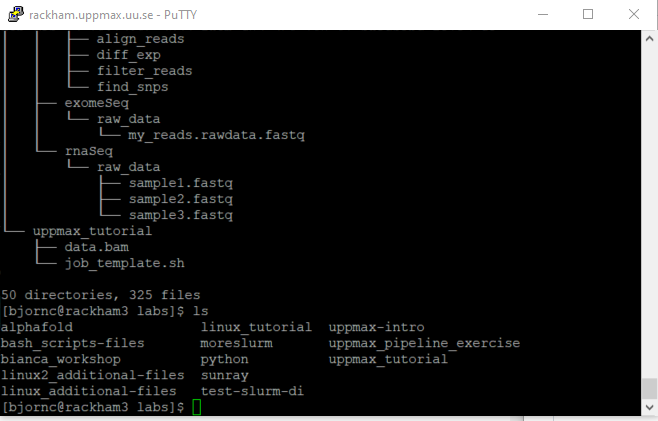 rackham.uppmax.uu.se - PuTTY
│   │   ├── align_reads
│   │   ├── diff_exp
│   │   ├── filter_reads
│   │   └── find_snps
│   ├── exomeSeq
│   │   └── raw_data
│   │       └── my_reads.rawdata.fastq
│   └── rnaSeq
│       └── raw_data
│           ├── sample1.fastq
│           ├── sample2.fastq
│           └── sample3.fastq
└── uppmax_tutorial
    ├── data.bam
    └── job_template.sh
50 directories, 325 files
[bjornc@rackham3 labs]$ ls
alphafold                linux_tutorial  uppmax-intro
bash_scripts-files       moreslurm       uppmax_pipeline_exercise
bianca_workshop          python          uppmax_tutorial
linux2_additional-files  sunray
linux_additional-files   test-slurm-di
[bjornc@rackham3 labs]$